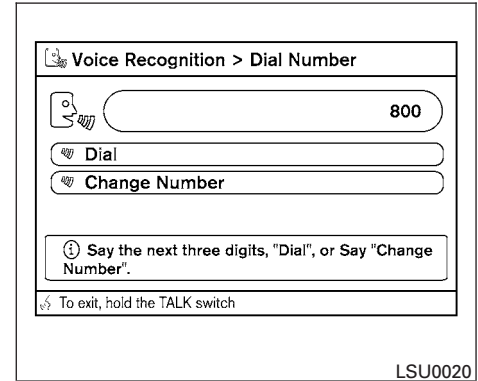 Voice Recognition > Dial Number
800
Dial
Change Number
Say the next three digits, "Dial", or Say "Change
Number".
To exit, hold the TALK switch
LSU0020